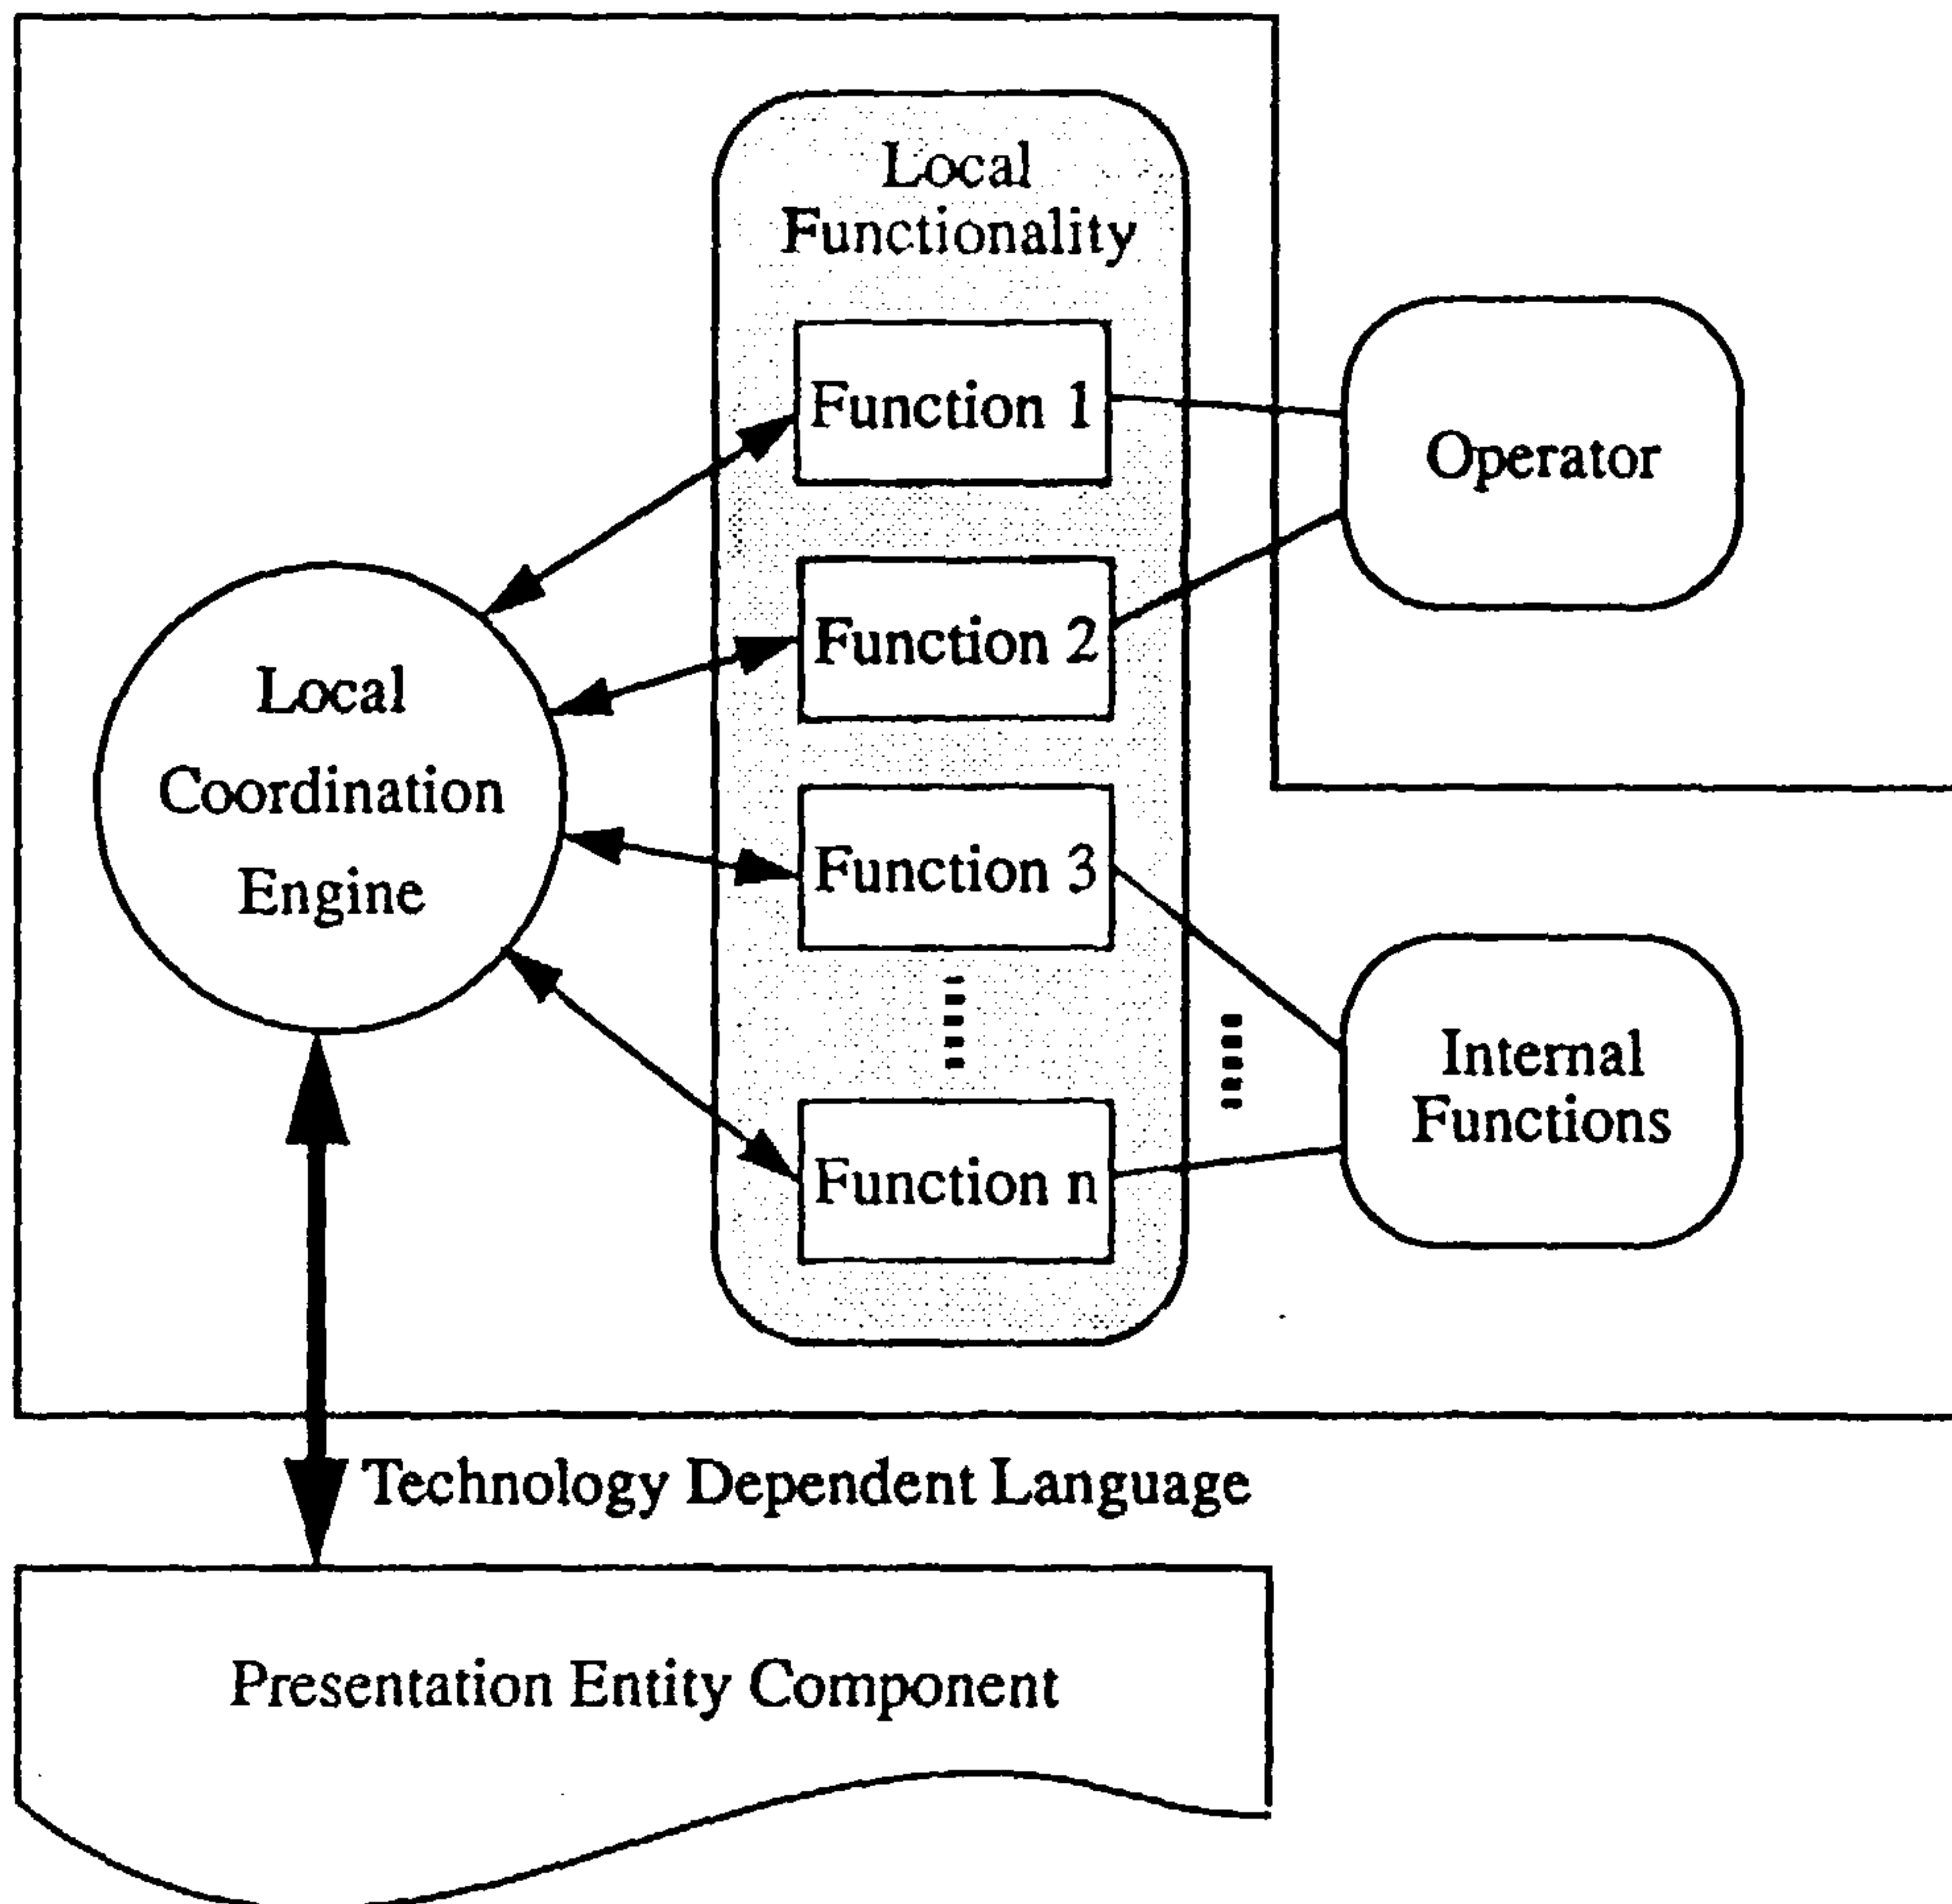 Local
Functionality
Function 1
Operator
Function 2
Local
Coordination
Engine
Function 3
Internal
Functions
Function n
Technology Dependent Language
Presentation Entity Component